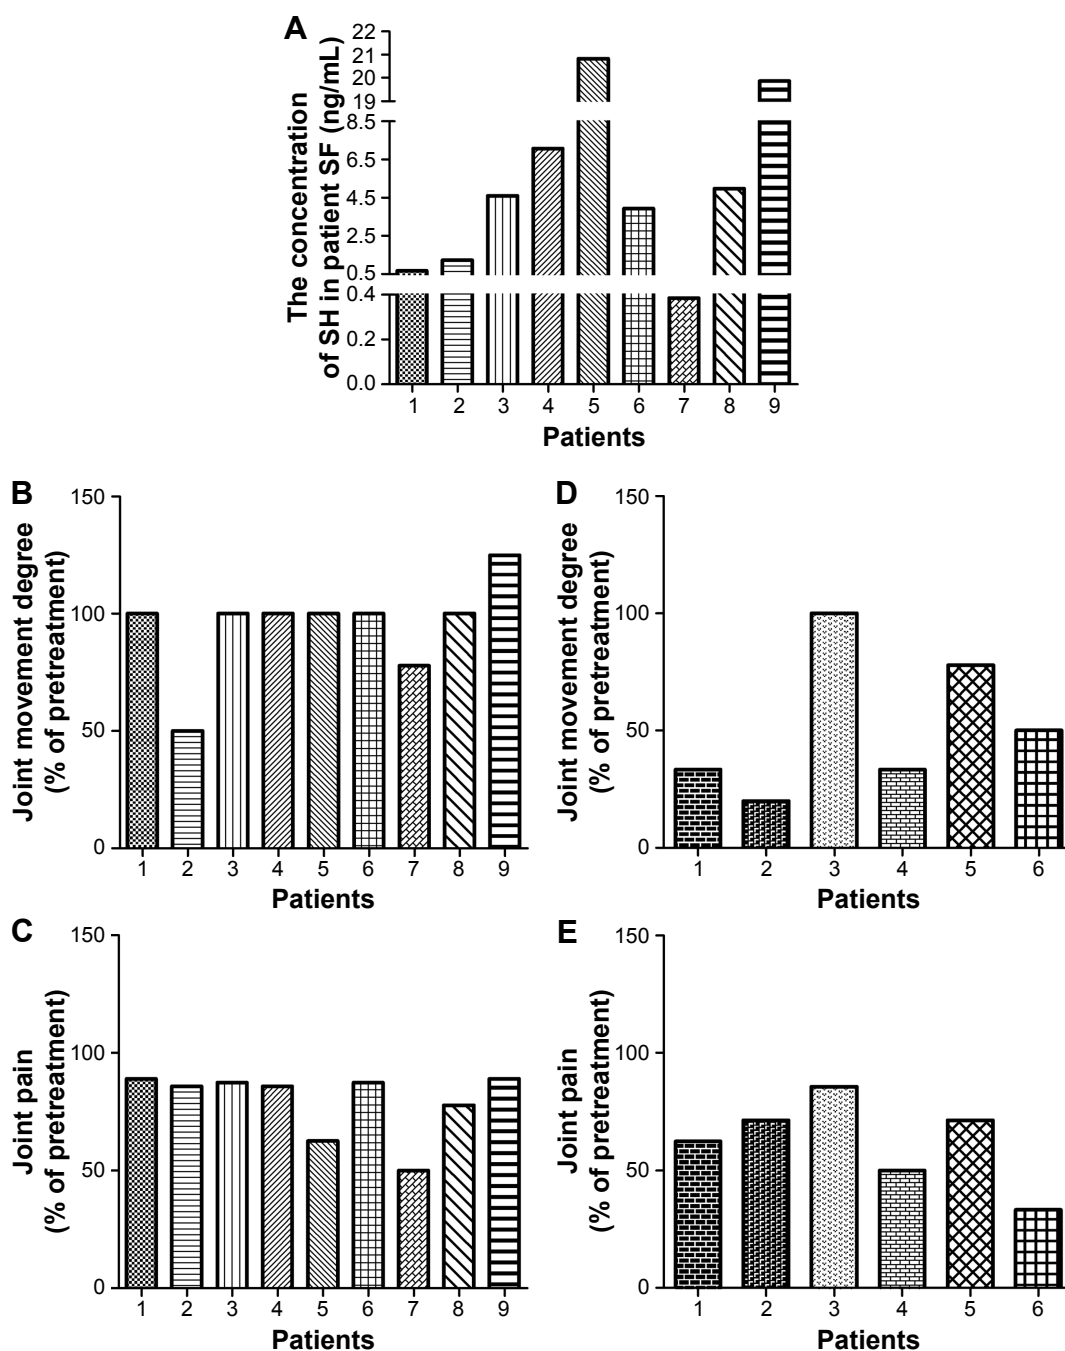 A
The concentration
of SH in patient SF (ng/mL)
22
21
20
19
8.5
6.5
4.5
2.5
0.5
0.4
0.2
0.0
1 2 3 4 5 6 7 8 9
Patients
B
Joint movement degree
(% of pretreatment)
150
100
50
0
1 2 3 4 5 6 7 8 9
Patients
D
Joint movement degree
(% of pretreatment)
150
100
50
0
1 2 3 4 5 6
Patients
C
Joint pain
(% of pretreatment)
150
100
50
0
1 2 3 4 5 6 7 8 9
Patients
E
Joint pain
(% of pretreatment)
150
100
50
0
1 2 3 4 5 6
Patients